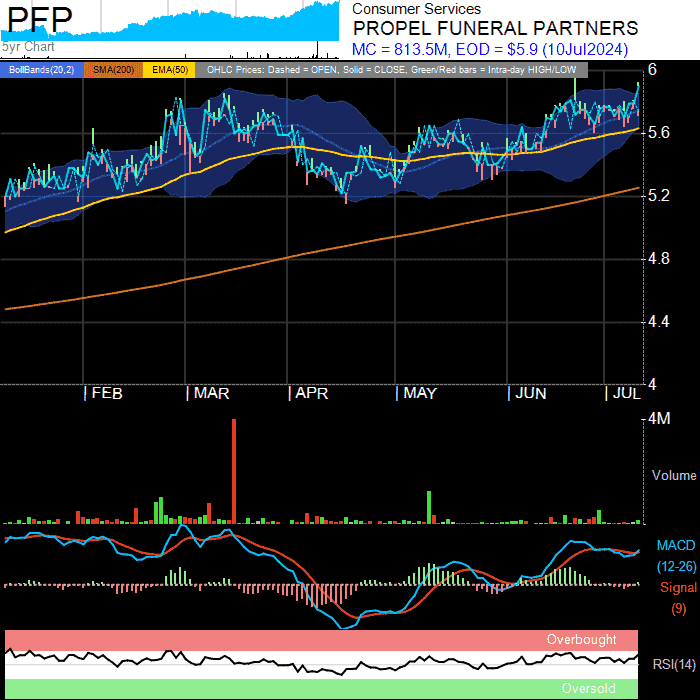 PFP
5yr Chart
Consumer Services
PROPEL FUNERAL PARTNERS
MC = 813.5M, EOD = $5.9 (10Jul2024)
BollBands(20,2) SMA(200) EMA(50) OHLC Prices: Dashed = OPEN, Solid = CLOSE, Green/Red bars = Intra-day HIGH/LOW
6
5.6
5.2
4.8
4.4
4
FEB MAR APR MAY JUN JUL
4M
Volume
MACD
(12-26)
Signal
(9)
Overbought
RSI(14)
Oversold